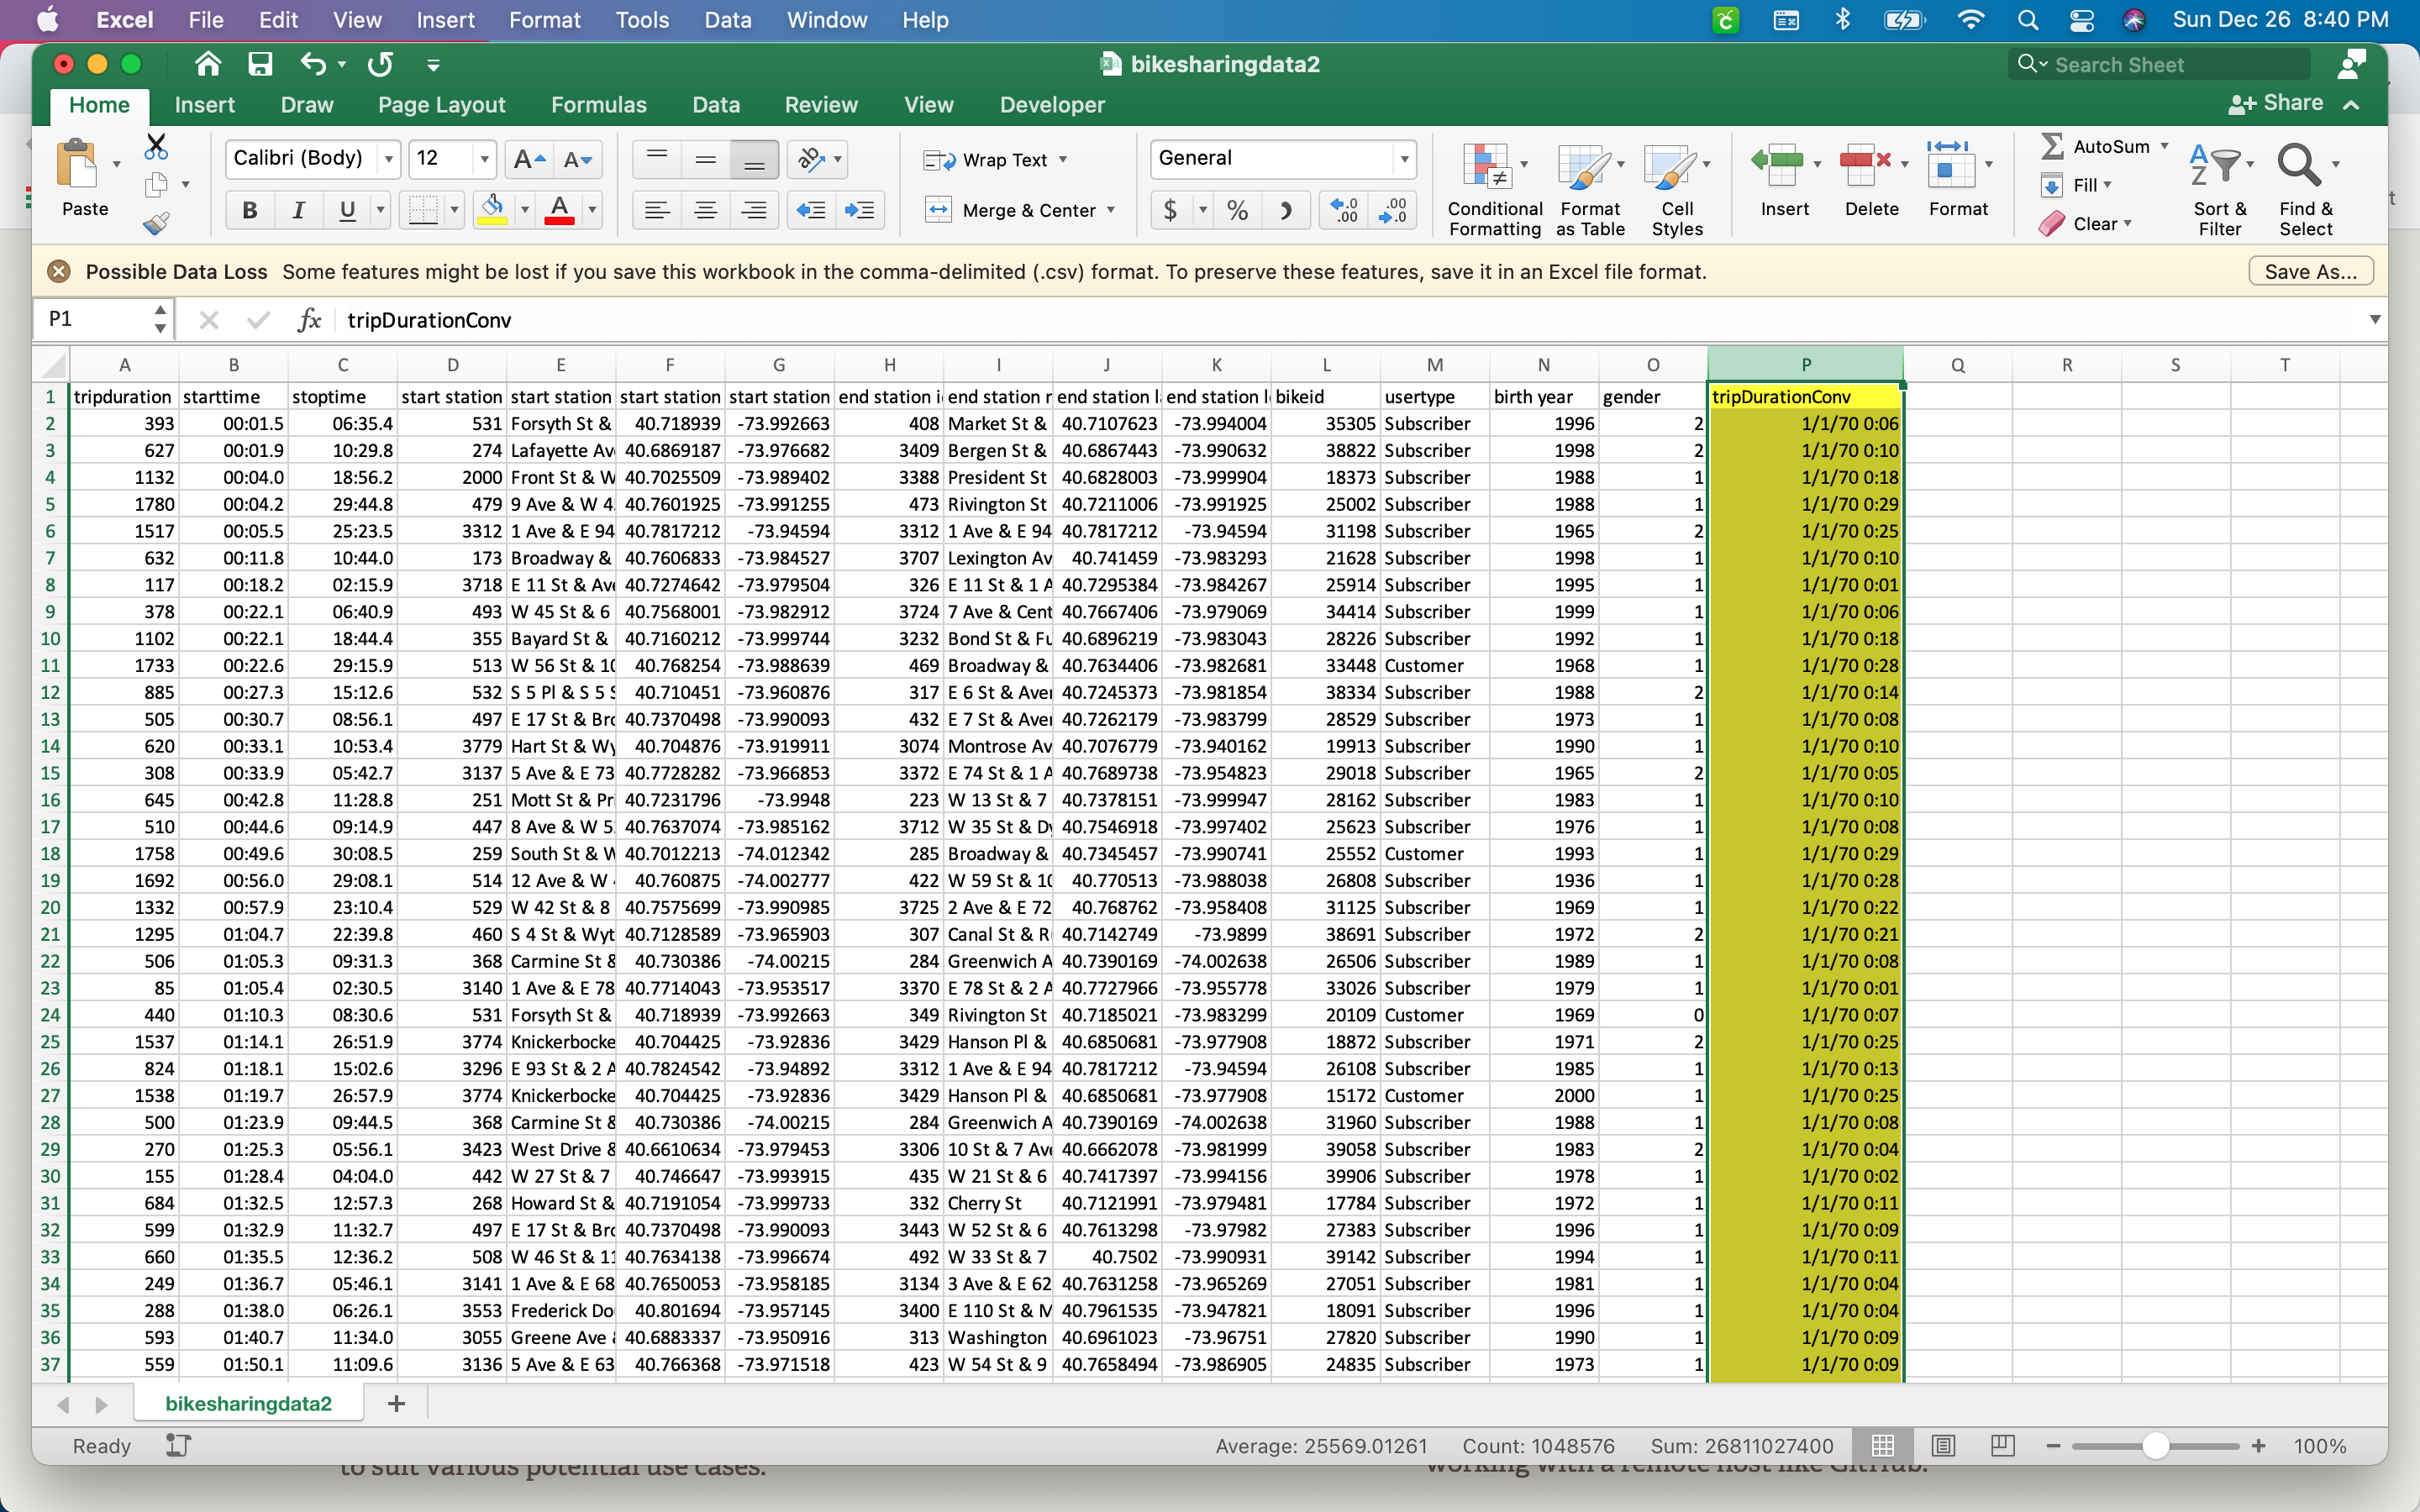 Excel File Edit View Insert Format Tools Data Window Help Sun Dec 26 8:40 PM
bikesharingdata2 Search Sheet
Home Insert Draw Page Layout Formulas Data Review View Developer Share
Paste Calibri (Body) 12 Wrap Text Merge & Center General Conditional Formatting Format as Table Cell Styles Insert Delete Format AutoSum Fill Clear Sort & Filter Find & Select
Possible Data Loss Some features might be lost if you save this workbook in the comma-delimited (.csv) format. To preserve these features, save it in an Excel file format. Save As...
P1 fx tripDurationConv
A B C D E F G H I J K L M N O P Q R S T
1 tripduration starttime stoptime start station start station start station start station end station i end station r end station l end station l bikeid usertype birth year gender tripDurationConv
2 393 00:01.5 06:35.4 531 Forsyth St & 40.718939 -73.992663 408 Market St & 40.7107623 -73.994004 35305 Subscriber 1996 2 1/1/70 0:06
3 627 00:01.9 10:29.8 274 Lafayette Av 40.6869187 -73.976682 3409 Bergen St & 40.6867443 -73.990632 38822 Subscriber 1998 2 1/1/70 0:10
4 1132 00:04.0 18:56.2 2000 Front St & W 40.7025509 -73.989402 3388 President St 40.6828003 -73.999904 18373 Subscriber 1988 1 1/1/70 0:18
5 1780 00:04.2 29:44.8 479 9 Ave & W 4 40.7601925 -73.991255 473 Rivington St 40.7211006 -73.991925 25002 Subscriber 1988 1 1/1/70 0:29
6 1517 00:05.5 25:23.5 3312 1 Ave & E 94 40.7817212 -73.94594 3312 1 Ave & E 94 40.7817212 -73.94594 31198 Subscriber 1965 2 1/1/70 0:25
7 632 00:11.8 10:44.0 173 Broadway & 40.7606833 -73.984527 3707 Lexington Av 40.741459 -73.983293 21628 Subscriber 1998 1 1/1/70 0:10
8 117 00:18.2 02:15.9 3718 E 11 St & Ave 40.7274642 -73.979504 326 E 11 St & 1 A 40.7295384 -73.984267 25914 Subscriber 1995 1 1/1/70 0:01
9 378 00:22.1 06:40.9 493 W 45 St & 6 40.7568001 -73.982912 3724 7 Ave & Cent 40.7667406 -73.979069 34414 Subscriber 1999 1 1/1/70 0:06
10 1102 00:22.1 18:44.4 355 Bayard St & 40.7160212 -73.999744 3232 Bond St & Fu 40.6896219 -73.983043 28226 Subscriber 1992 1 1/1/70 0:18
11 1733 00:22.6 29:15.9 513 W 56 St & 10 40.768254 -73.988639 469 Broadway & 40.7634406 -73.982681 33448 Customer 1968 1 1/1/70 0:28
12 885 00:27.3 15:12.6 532 S 5 Pl & S 5 S 40.710451 -73.960876 317 E 6 St & Aver 40.7245373 -73.981854 38334 Subscriber 1988 2 1/1/70 0:14
13 505 00:30.7 08:56.1 497 E 17 St & Bro 40.7370498 -73.990093 432 E 7 St & Aver 40.7262179 -73.983799 28529 Subscriber 1973 1 1/1/70 0:08
14 620 00:33.1 10:53.4 3779 Hart St & Wy 40.704876 -73.919911 3074 Montrose Av 40.7076779 -73.940162 19913 Subscriber 1990 1 1/1/70 0:10
15 308 00:33.9 05:42.7 3137 5 Ave & E 73 40.7728282 -73.966853 3372 E 74 St & 1 A 40.7689738 -73.954823 29018 Subscriber 1965 2 1/1/70 0:05
16 645 00:42.8 11:28.8 251 Mott St & Pri 40.7231796 -73.9948 223 W 13 St & 7 40.7378151 -73.999947 28162 Subscriber 1983 1 1/1/70 0:10
17 510 00:44.6 09:14.9 447 8 Ave & W 5 40.7637074 -73.985162 3712 W 35 St & Dy 40.7546918 -73.997402 25623 Subscriber 1976 1 1/1/70 0:08
18 1758 00:49.6 30:08.5 259 South St & W 40.7012213 -74.012342 285 Broadway & 40.7345457 -73.990741 25552 Customer 1993 1 1/1/70 0:29
19 1692 00:56.0 29:08.1 514 12 Ave & W 40.760875 -74.002777 422 W 59 St & 10 40.770513 -73.988038 26808 Subscriber 1936 1 1/1/70 0:28
20 1332 00:57.9 23:10.4 529 W 42 St & 8 40.7575699 -73.990985 3725 2 Ave & E 72 40.768762 -73.958408 31125 Subscriber 1969 1 1/1/70 0:22
21 1295 01:04.7 22:39.8 460 S 4 St & Wyt 40.7128589 -73.965903 307 Canal St & R 40.7142749 -73.9899 38691 Subscriber 1972 2 1/1/70 0:21
22 506 01:05.3 09:31.3 368 Carmine St & 40.730386 -74.00215 284 Greenwich A 40.7390169 -74.002638 26506 Subscriber 1989 1 1/1/70 0:08
23 85 01:05.4 02:30.5 3140 1 Ave & E 78 40.7714043 -73.953517 3370 E 78 St & 2 A 40.7727966 -73.955778 33026 Subscriber 1979 1 1/1/70 0:01
24 440 01:10.3 08:30.6 531 Forsyth St & 40.718939 -73.992663 349 Rivington St 40.7185021 -73.983299 20109 Customer 1969 0 1/1/70 0:07
25 1537 01:14.1 26:51.9 3774 Knickerbocke 40.704425 -73.92836 3429 Hanson Pl & 40.6850681 -73.977908 18872 Subscriber 1971 2 1/1/70 0:25
26 824 01:18.1 15:02.6 3296 E 93 St & 2 A 40.7824542 -73.94892 3312 1 Ave & E 94 40.7817212 -73.94594 26108 Subscriber 1985 1 1/1/70 0:13
27 1538 01:19.7 26:57.9 3774 Knickerbocke 40.704425 -73.92836 3429 Hanson Pl & 40.6850681 -73.977908 15172 Customer 2000 1 1/1/70 0:25
28 500 01:23.9 09:44.5 368 Carmine St & 40.730386 -74.00215 284 Greenwich A 40.7390169 -74.002638 31960 Subscriber 1988 1 1/1/70 0:08
29 270 01:25.3 05:56.1 3423 West Drive & 40.6610634 -73.979453 3306 10 St & 7 Ave 40.6662078 -73.981999 39058 Subscriber 1983 2 1/1/70 0:04
30 155 01:28.4 04:04.0 442 W 27 St & 7 40.746647 -73.993915 435 W 21 St & 6 40.7417397 -73.994156 39906 Subscriber 1978 1 1/1/70 0:02
31 684 01:32.5 12:57.3 268 Howard St & 40.7191054 -73.999733 332 Cherry St 40.7121991 -73.979481 17784 Subscriber 1972 1 1/1/70 0:11
32 599 01:32.9 11:32.7 497 E 17 St & Bro 40.7370498 -73.990093 3443 W 52 St & 6 40.7613298 -73.97982 27383 Subscriber 1996 1 1/1/70 0:09
33 660 01:35.5 12:36.2 508 W 46 St & 11 40.7634138 -73.996674 492 W 33 St & 7 40.7502 -73.990931 39142 Subscriber 1994 1 1/1/70 0:11
34 249 01:36.7 05:46.1 3141 1 Ave & E 68 40.7650053 -73.958185 3134 3 Ave & E 62 40.7631258 -73.965269 27051 Subscriber 1981 1 1/1/70 0:04
35 288 01:38.0 06:26.1 3553 Frederick Do 40.801694 -73.957145 3400 E 110 St & M 40.7961535 -73.947821 18091 Subscriber 1996 1 1/1/70 0:04
36 593 01:40.7 11:34.0 3055 Greene Ave 40.6883337 -73.950916 313 Washington 40.6961023 -73.96751 27820 Subscriber 1990 1 1/1/70 0:09
37 559 01:50.1 11:09.6 3136 5 Ave & E 63 40.766368 -73.971518 423 W 54 St & 9 40.7658494 -73.986905 24835 Subscriber 1973 1 1/1/70 0:09
bikesharingdata2 +
Ready Average: 25569.01261 Count: 1048576 Sum: 26811027400 100%
to suit various potential use cases. working with a remote host like GitHub.